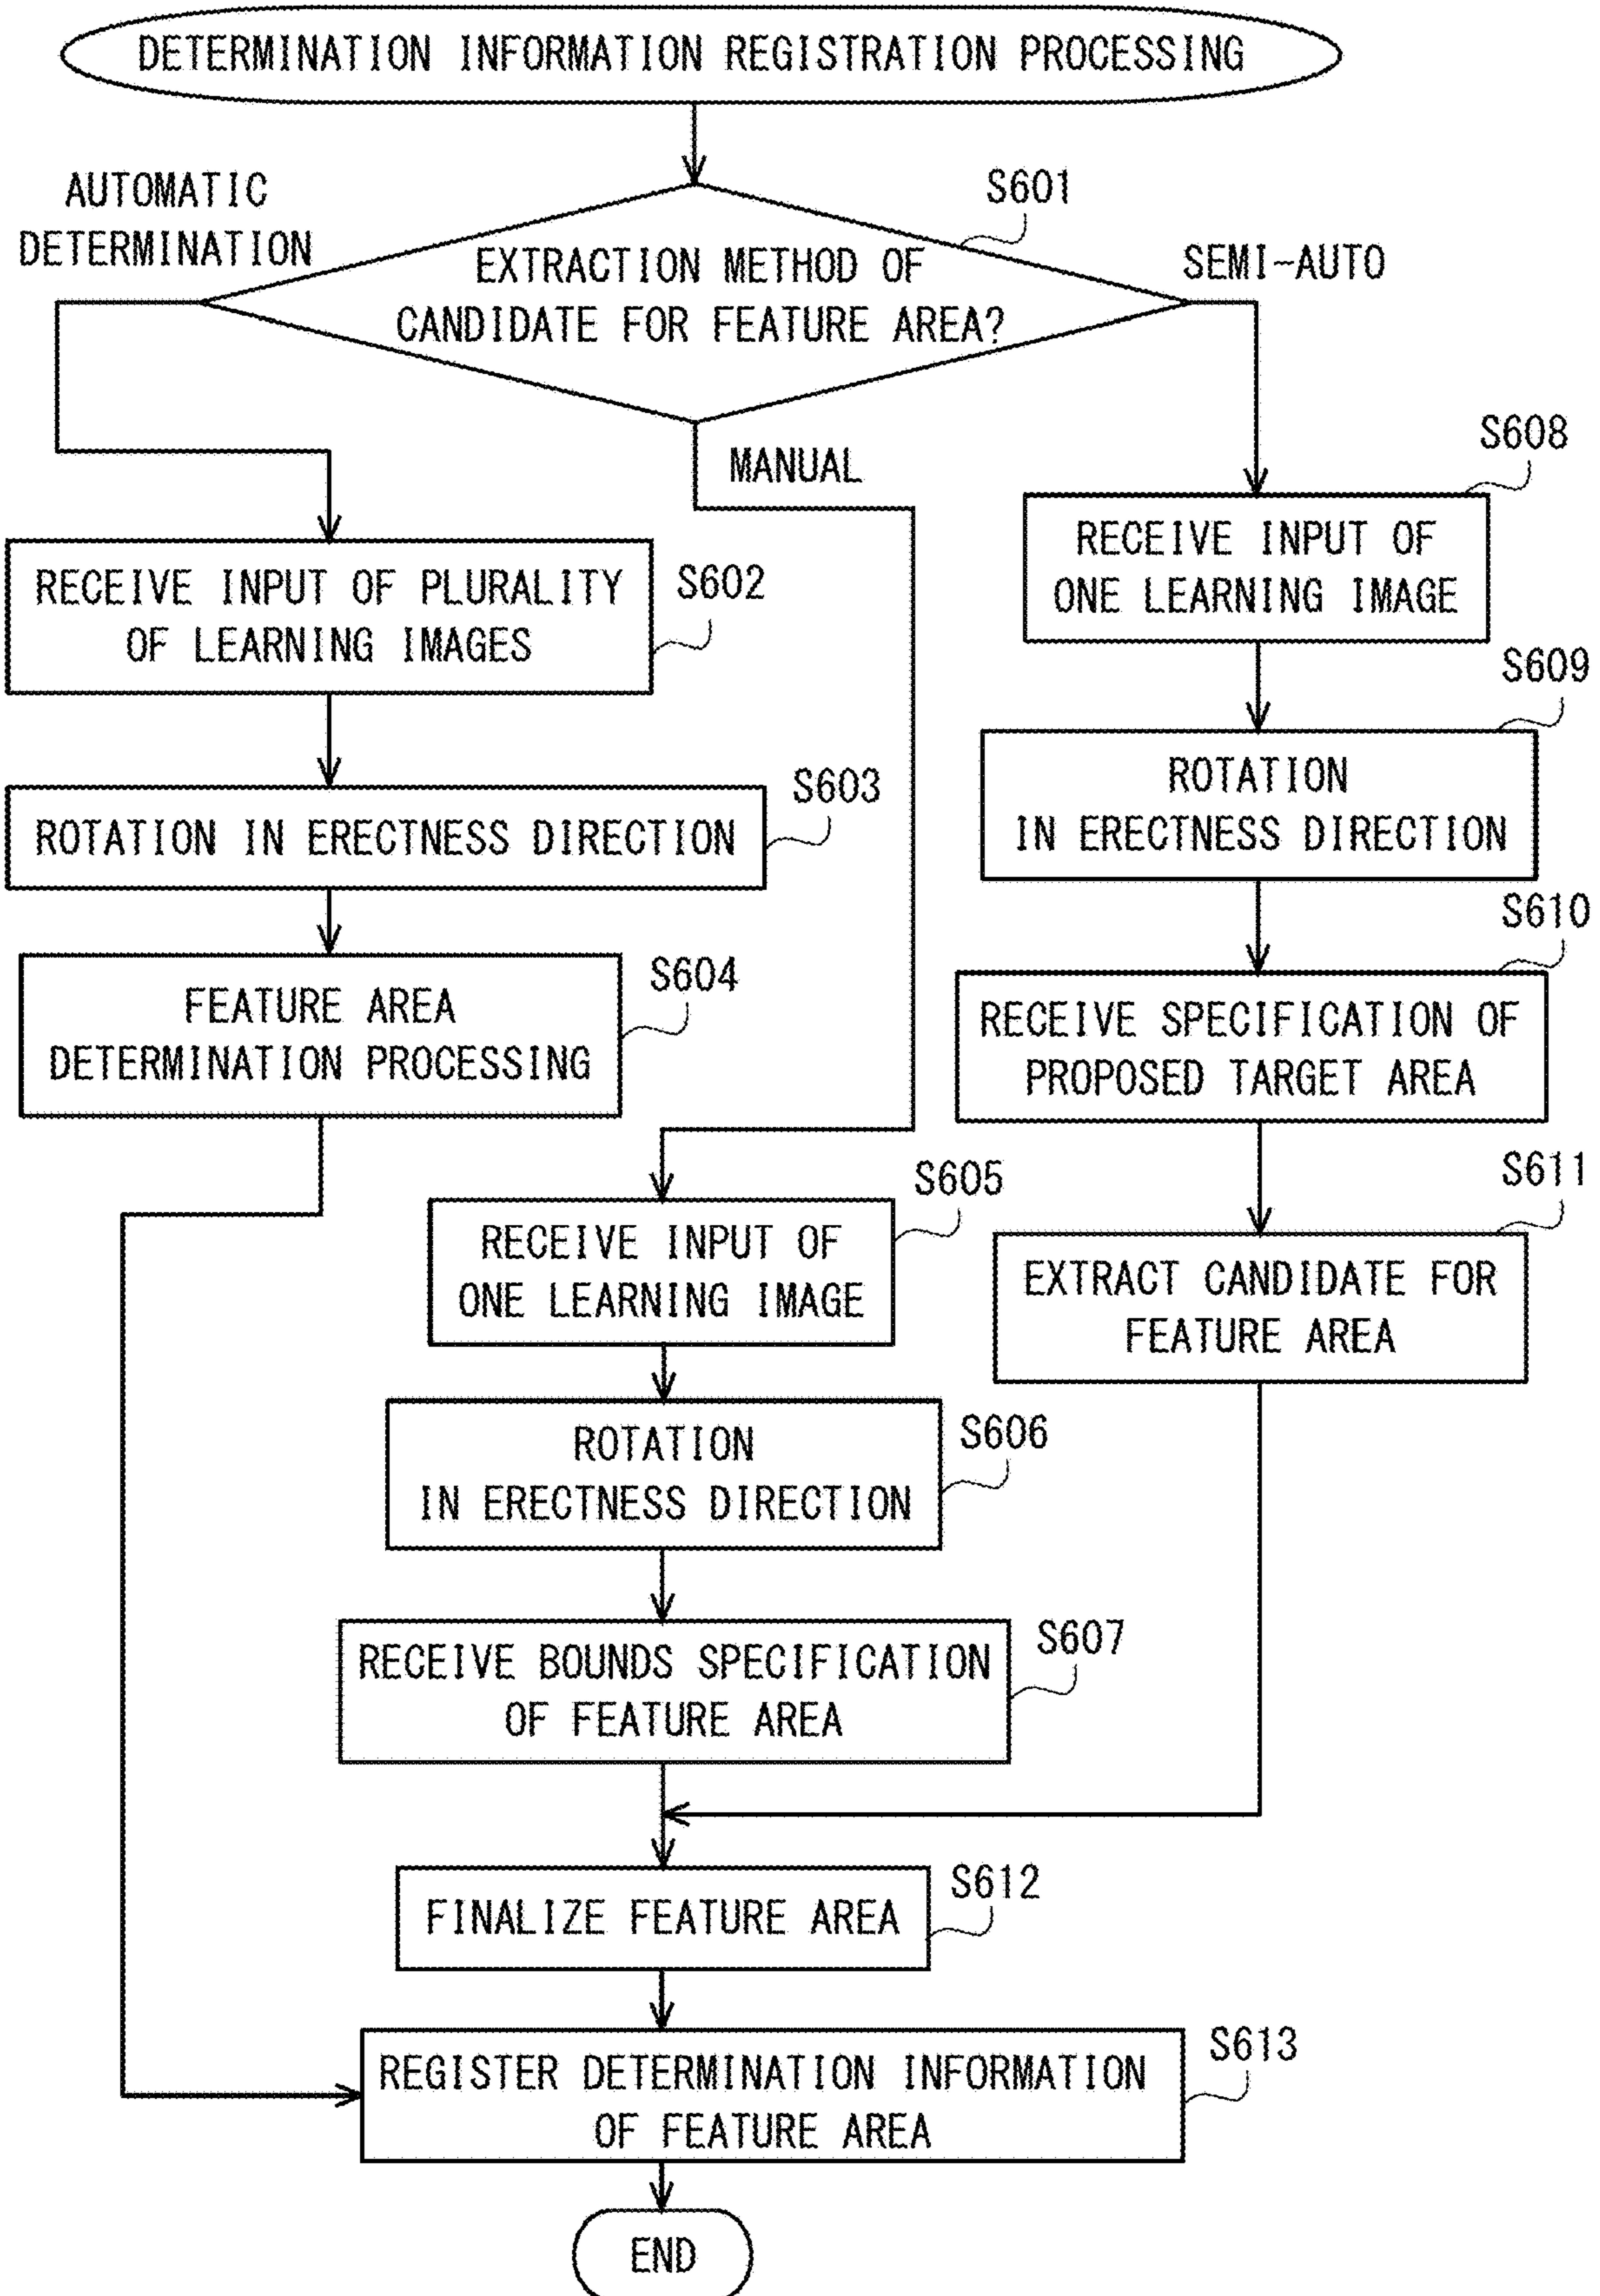 DETERMINATION INFORMATION REGISTRATION PROCESSING
S601
AUTOMATIC
DETERMINATION
EXTRACTION METHOD OF
CANDIDATE FOR FEATURE AREA?
SEMI-AUTO
MANUAL
RECEIVE INPUT OF PLURALITY
OF LEARNING IMAGES
S602
ROTATION IN ERECTNESS DIRECTION
S603
FEATURE AREA
DETERMINATION PROCESSING
S604
S605
RECEIVE INPUT OF
ONE LEARNING IMAGE
S606
ROTATION
IN ERECTNESS DIRECTION
S607
RECEIVE BOUNDS SPECIFICATION
OF FEATURE AREA
S608
RECEIVE INPUT OF
ONE LEARNING IMAGE
S609
ROTATION
IN ERECTNESS DIRECTION
S610
RECEIVE SPECIFICATION OF
PROPOSED TARGET AREA
S611
EXTRACT CANDIDATE FOR
FEATURE AREA
S612
FINALIZE FEATURE AREA
S613
REGISTER DETERMINATION INFORMATION
OF FEATURE AREA
END